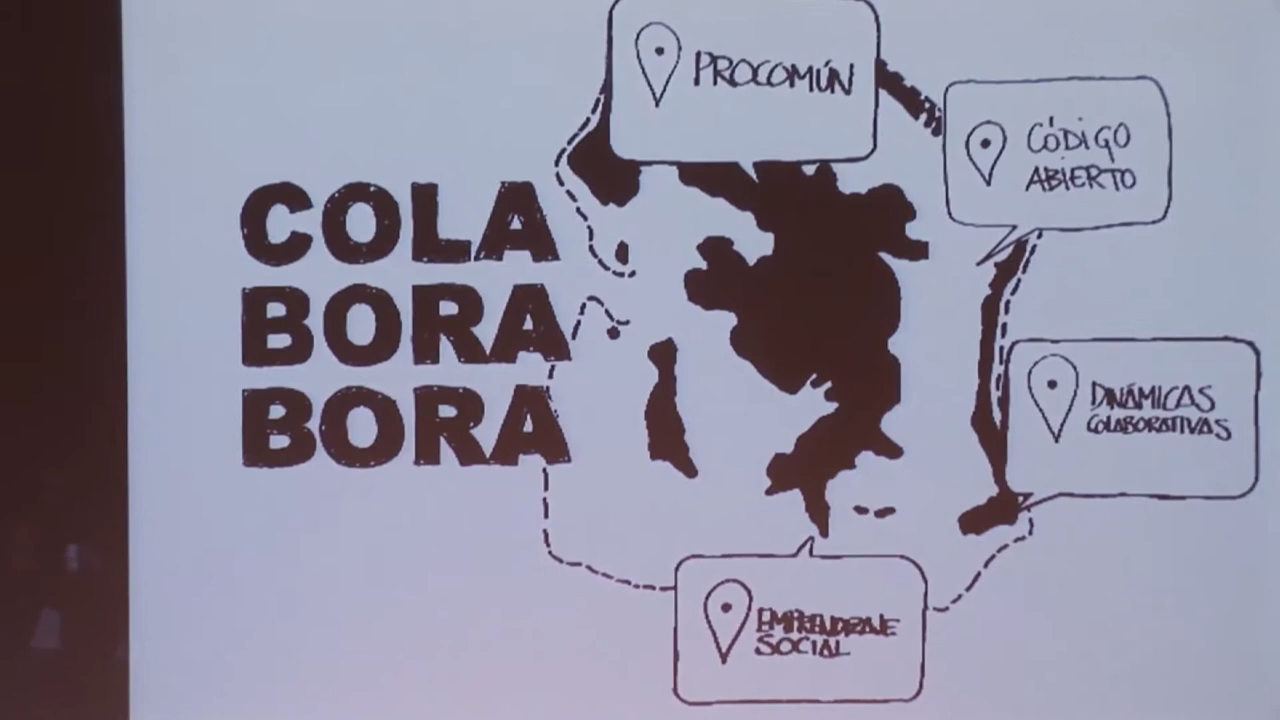 COLA
BORA
BORA
PROCOMÚN
CÓDIGO
ABIERTO
DINÁMICAS
COLABORATIVAS
EMPRENDIZAJE
SOCIAL